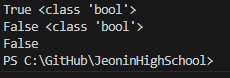 True <class 'bool'>
False <class 'bool'>
False
PS C:\GitHub\JeoninHighSchool>